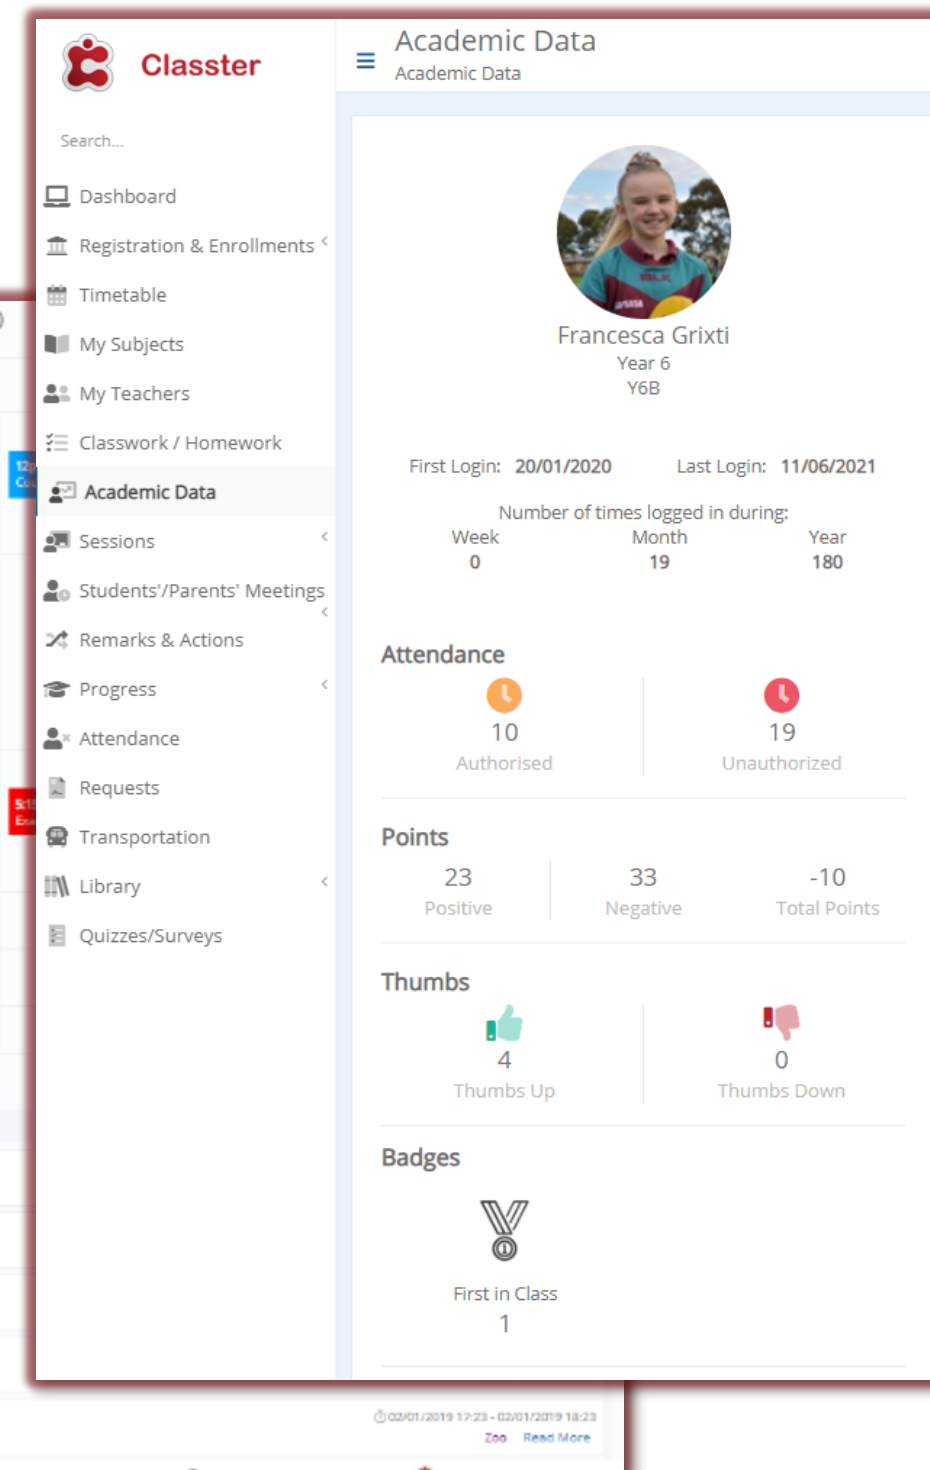 Classter
Search...
Dashboard
Registration & Enrollments
Timetable
My Subjects
My Teachers
Classwork / Homework
Academic Data
Sessions
Students'/Parents' Meetings
Remarks & Actions
Progress
Attendance
Requests
Transportation
Library
Quizzes/Surveys
Academic Data
Academic Data
Francesca Grixti
Year 6
Y6B
First Login: 20/01/2020 Last Login: 11/06/2021
Number of times logged in during:
Week Month Year
0 19 180
Attendance
10 19
Authorised Unauthorized
Points
23 33 -10
Positive Negative Total Points
Thumbs
4 0
Thumbs Up Thumbs Down
Badges
First in Class
1
02/01/2019 17:23 - 02/01/2019 18:23
Zoo Read More